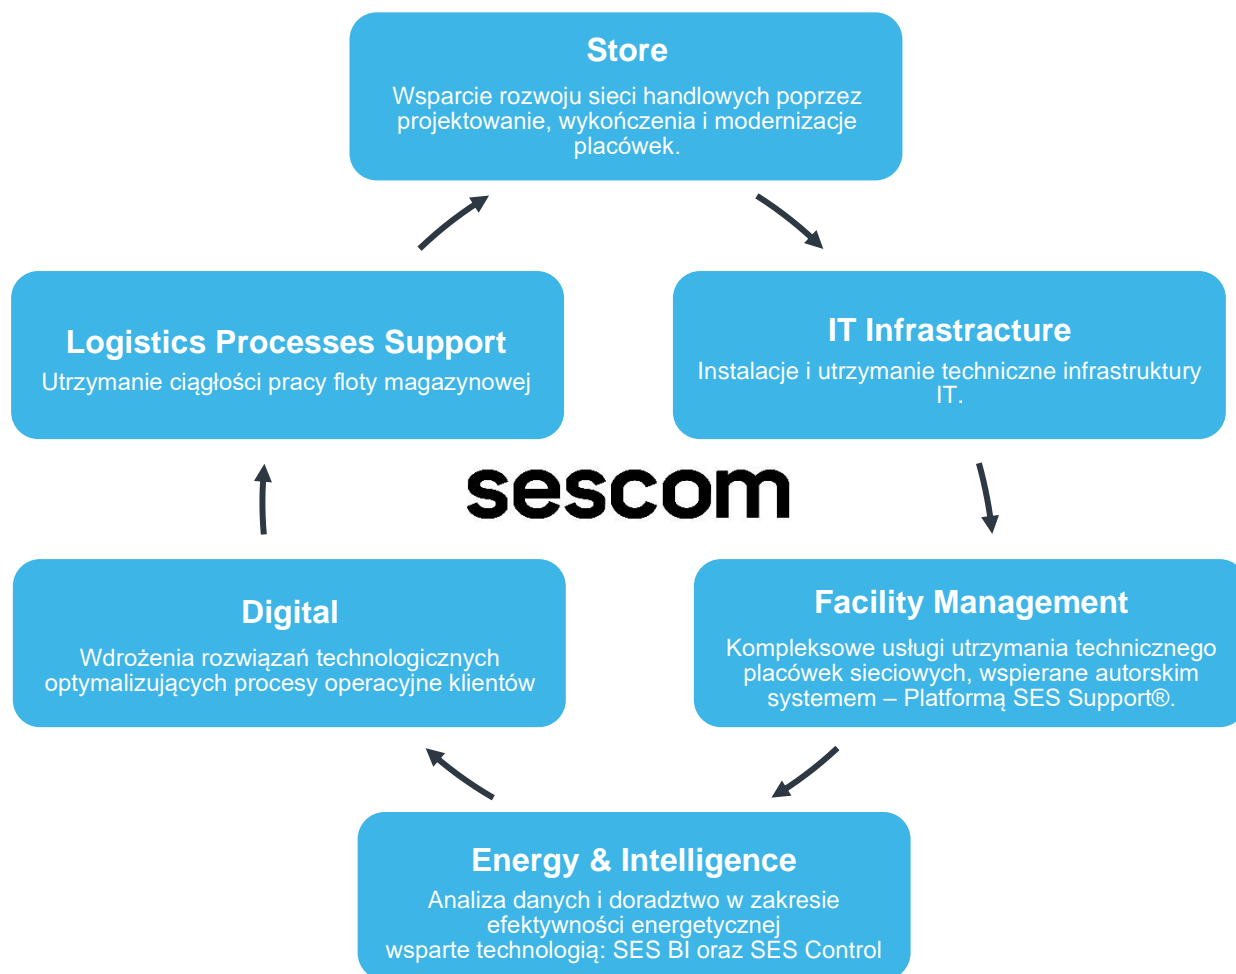 Store
Wsparcie rozwoju sieci handlowych poprzez
projektowanie, wykończenia i modernizacje
placówek.
Logistics Processes Support
Utrzymanie ciągłości pracy floty magazynowej
IT Infrastracture
Instalacje i utrzymanie techniczne infrastruktury
IT.
sescom
Digital
Wdrożenia rozwiązań technologicznych
optymalizujących procesy operacyjne klientów
Facility Management
Kompleksowe usługi utrzymania technicznego
placówek sieciowych, wspierane autorskim
systemem – Platformą SES Support®.
Energy & Intelligence
Analiza danych i doradztwo w zakresie
efektywności energetycznej
wsparte technologią: SES BI oraz SES Control